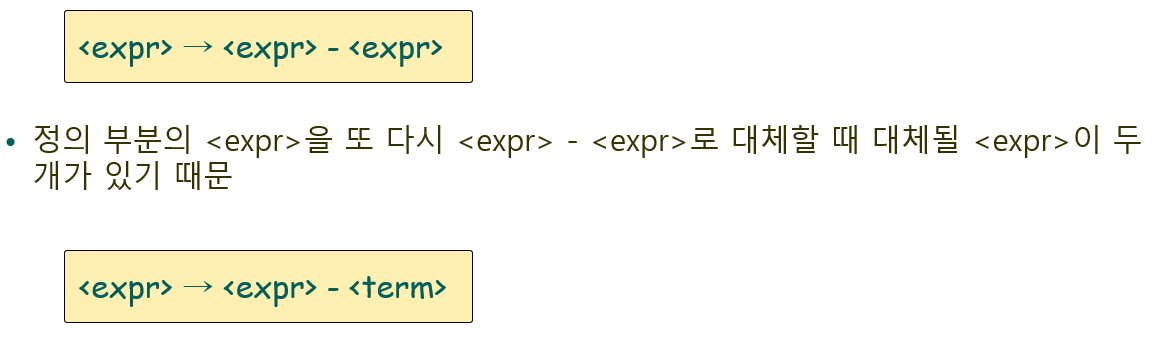 <expr> → <expr> - <expr>
• 정의 부분의 <expr>을 또 다시 <expr> - <expr>로 대체할 때 대체될 <expr>이 두
개가 있기 때문
<expr> → <expr> - <term>